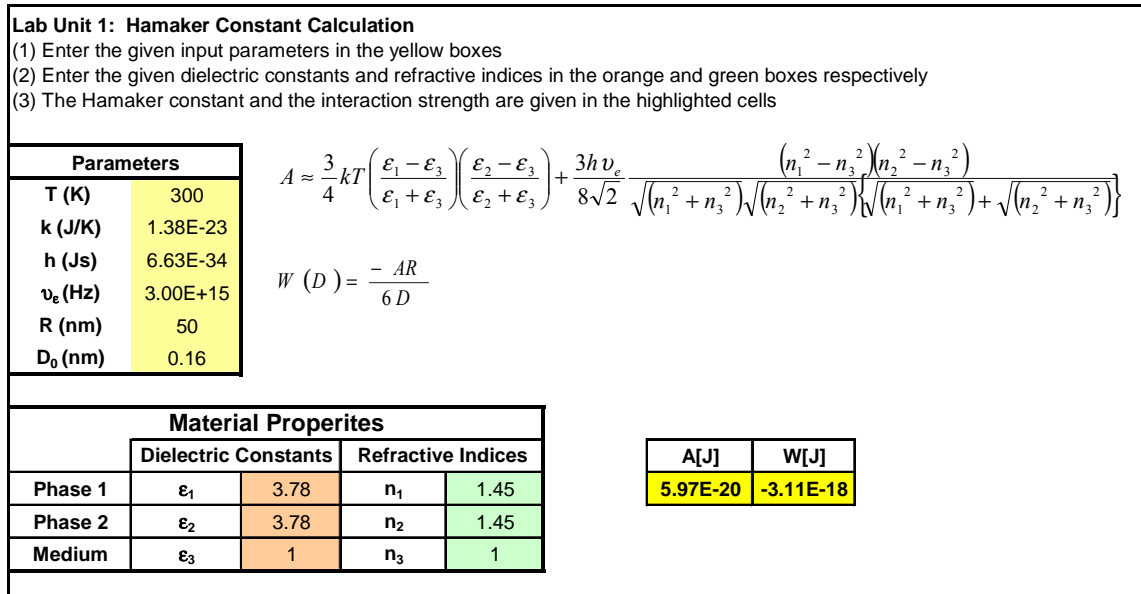 Lab Unit 1: Hamaker Constant Calculation
(1) Enter the given input parameters in the yellow boxes
(2) Enter the given dielectric constants and refractive indices in the orange and green boxes respectively
(3) The Hamaker constant and the interaction strength are given in the highlighted cells
Parameters
T (K) 300
k (J/K) 1.38E-23
h (Js) 6.63E-34
υε (Hz) 3.00E+15
R (nm) 50
D₀ (nm) 0.16
A ≈ 3/4 kT ((ε₁ − ε₃)/(ε₁ + ε₃)) ((ε₂ − ε₃)/(ε₂ + ε₃)) + (3hυₑ)/(8√2) ((n₁² − n₃²)(n₂² − n₃²))/(√(n₁² + n₃²)√(n₂² + n₃²){√(n₁² + n₃²) + √(n₂² + n₃²)})
W (D) = − AR / 6D
Material Properites
Dielectric Constants Refractive Indices
Phase 1 ε₁ 3.78 n₁ 1.45
Phase 2 ε₂ 3.78 n₂ 1.45
Medium ε₃ 1 n₃ 1
A[J] W[J]
5.97E-20 -3.11E-18